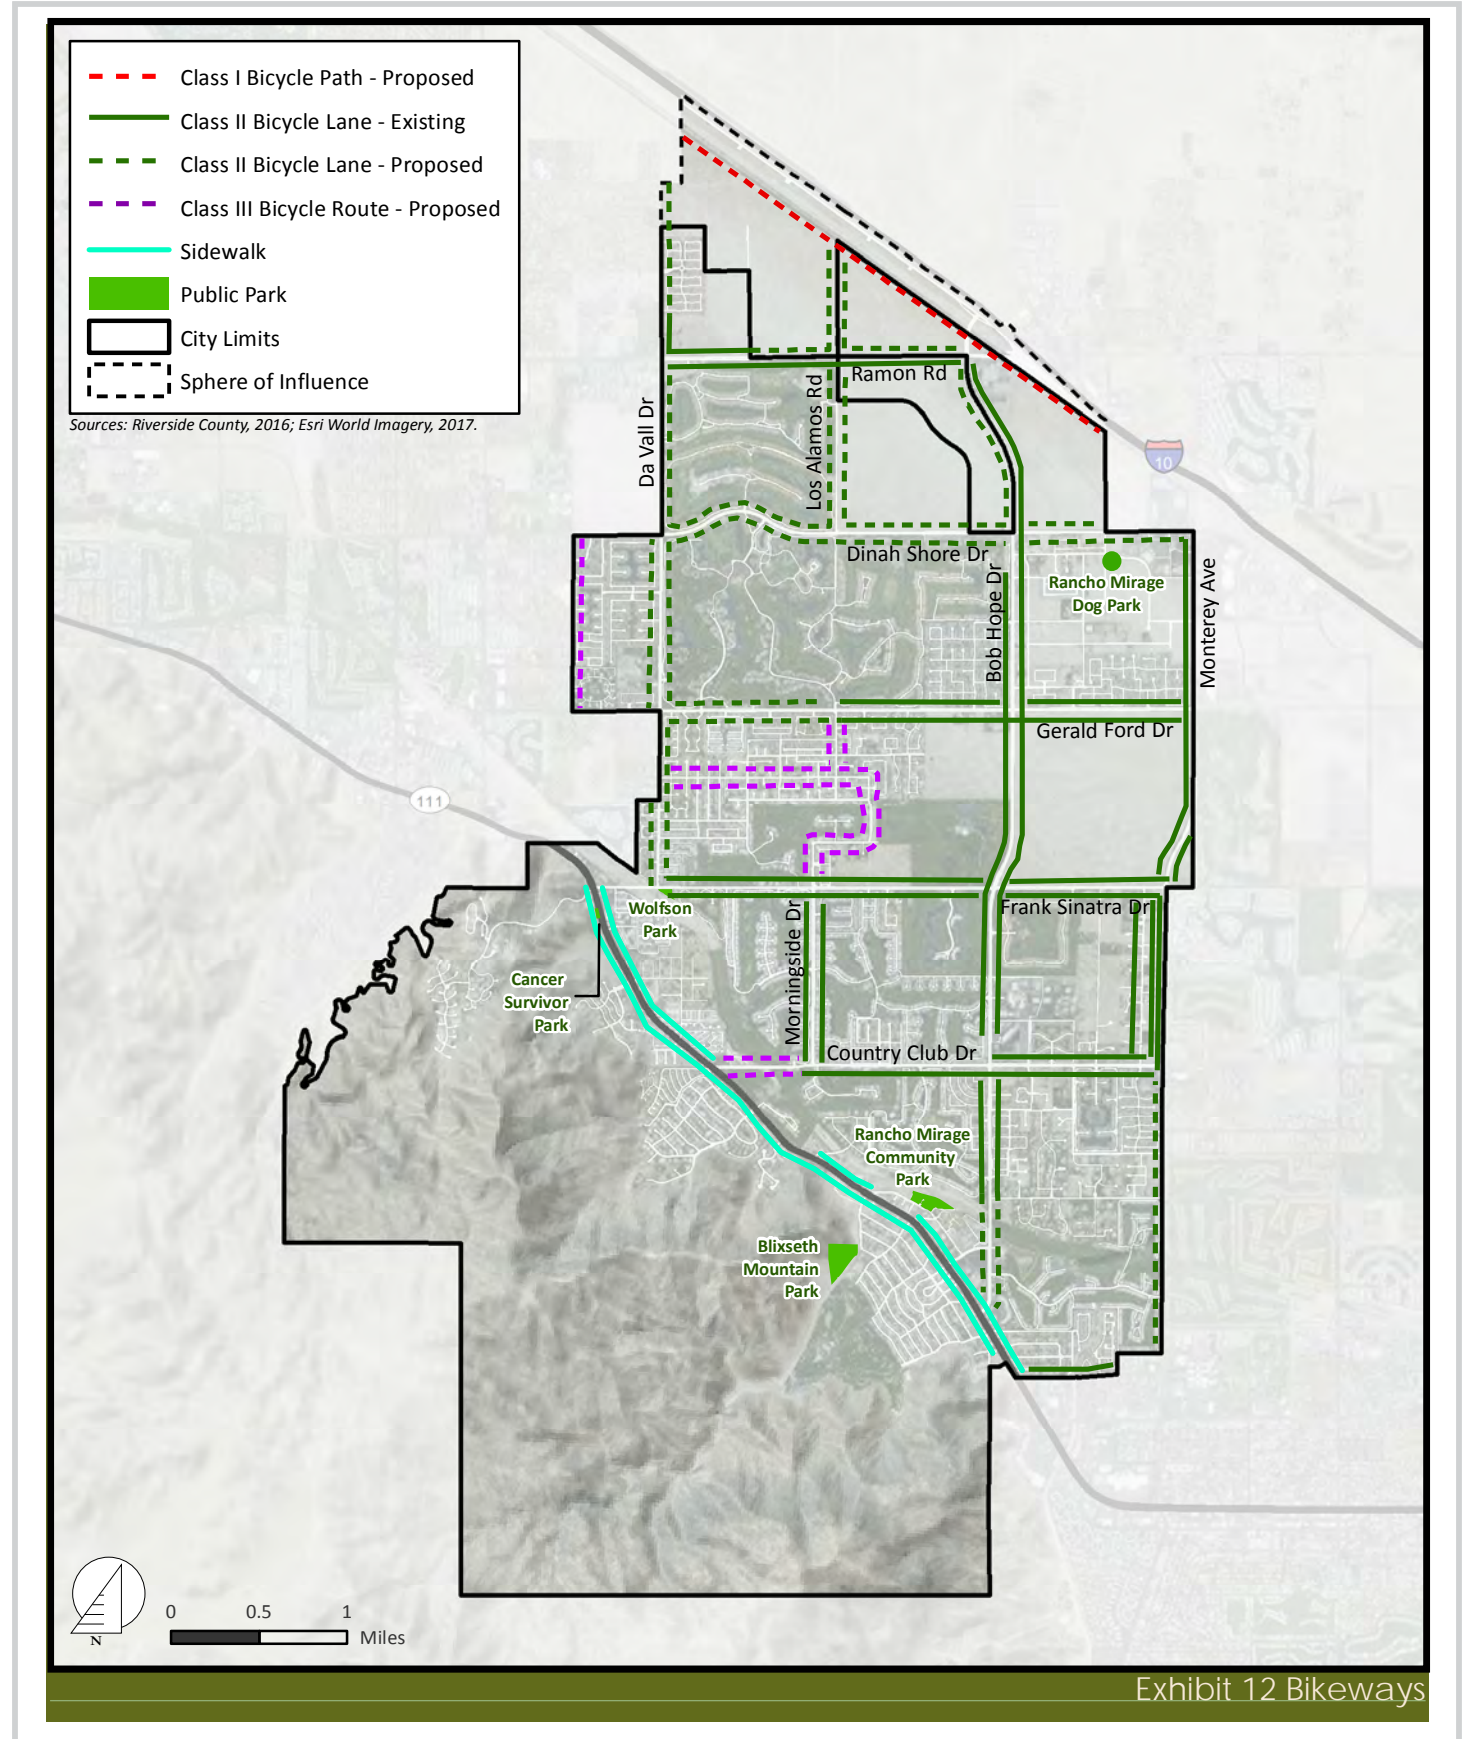 Class I Bicycle Path - Proposed
Class II Bicycle Lane - Existing
Class II Bicycle Lane - Proposed
Class III Bicycle Route - Proposed
Sidewalk
Public Park
City Limits
Sphere of Influence
Sources: Riverside County, 2016; Esri World Imagery, 2017.
Ramon Rd
Da Vall Dr
Los Alamos Rd
10
Dinah Shore Dr
Bob Hope Dr
Rancho Mirage
Dog Park
Monterey Ave
Gerald Ford Dr
111
Frank Sinatra Dr
Wolfson
Park
Morningside Dr
Cancer
Survivor
Park
Country Club Dr
Rancho Mirage
Community
Park
Blixseth
Mountain
Park
N
0 0.5 1
Miles
Exhibit 12 Bikeways